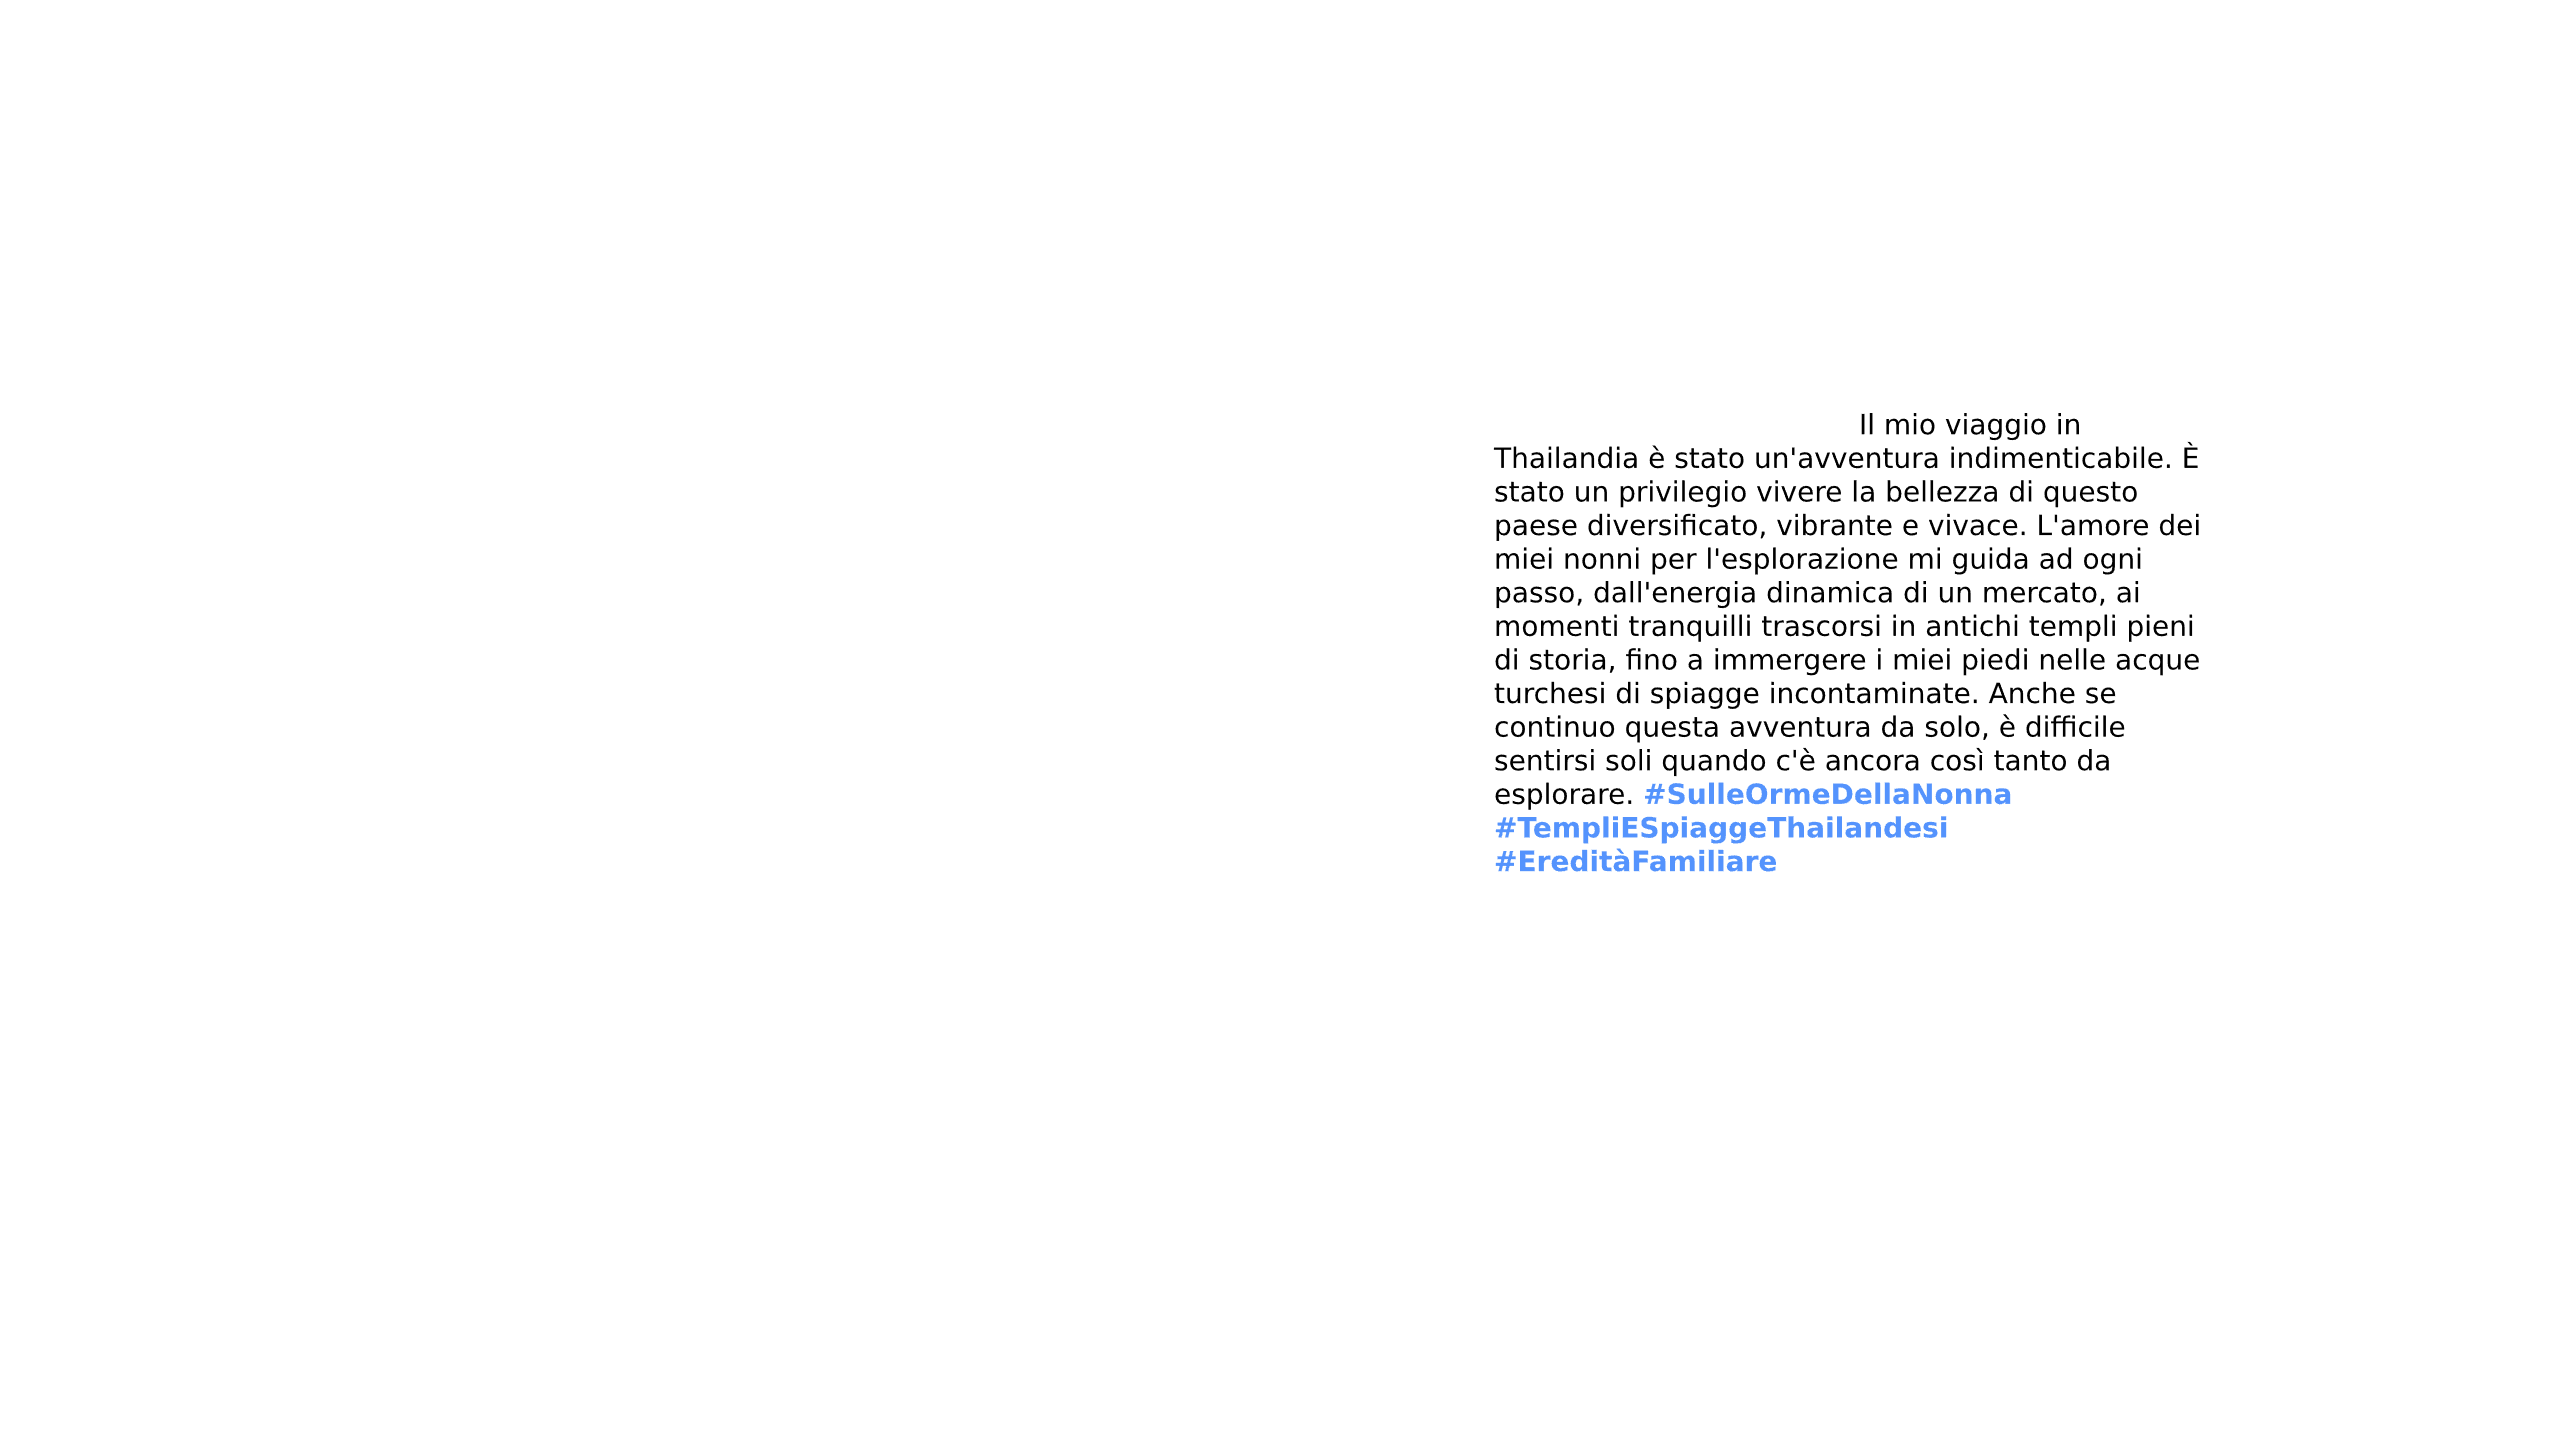 Il mio viaggio in
Thailandia è stato un'avventura indimenticabile. È
stato un privilegio vivere la bellezza di questo
paese diversificato, vibrante e vivace. L'amore dei
miei nonni per l'esplorazione mi guida ad ogni
passo, dall'energia dinamica di un mercato, ai
momenti tranquilli trascorsi in antichi templi pieni
di storia, fino a immergere i miei piedi nelle acque
turchesi di spiagge incontaminate. Anche se
continuo questa avventura da solo, è difficile
sentirsi soli quando c'è ancora così tanto da
esplorare. #SulleOrmeDellaNonna
#TempliESpiaggeThailandesi
#EreditàFamiliare